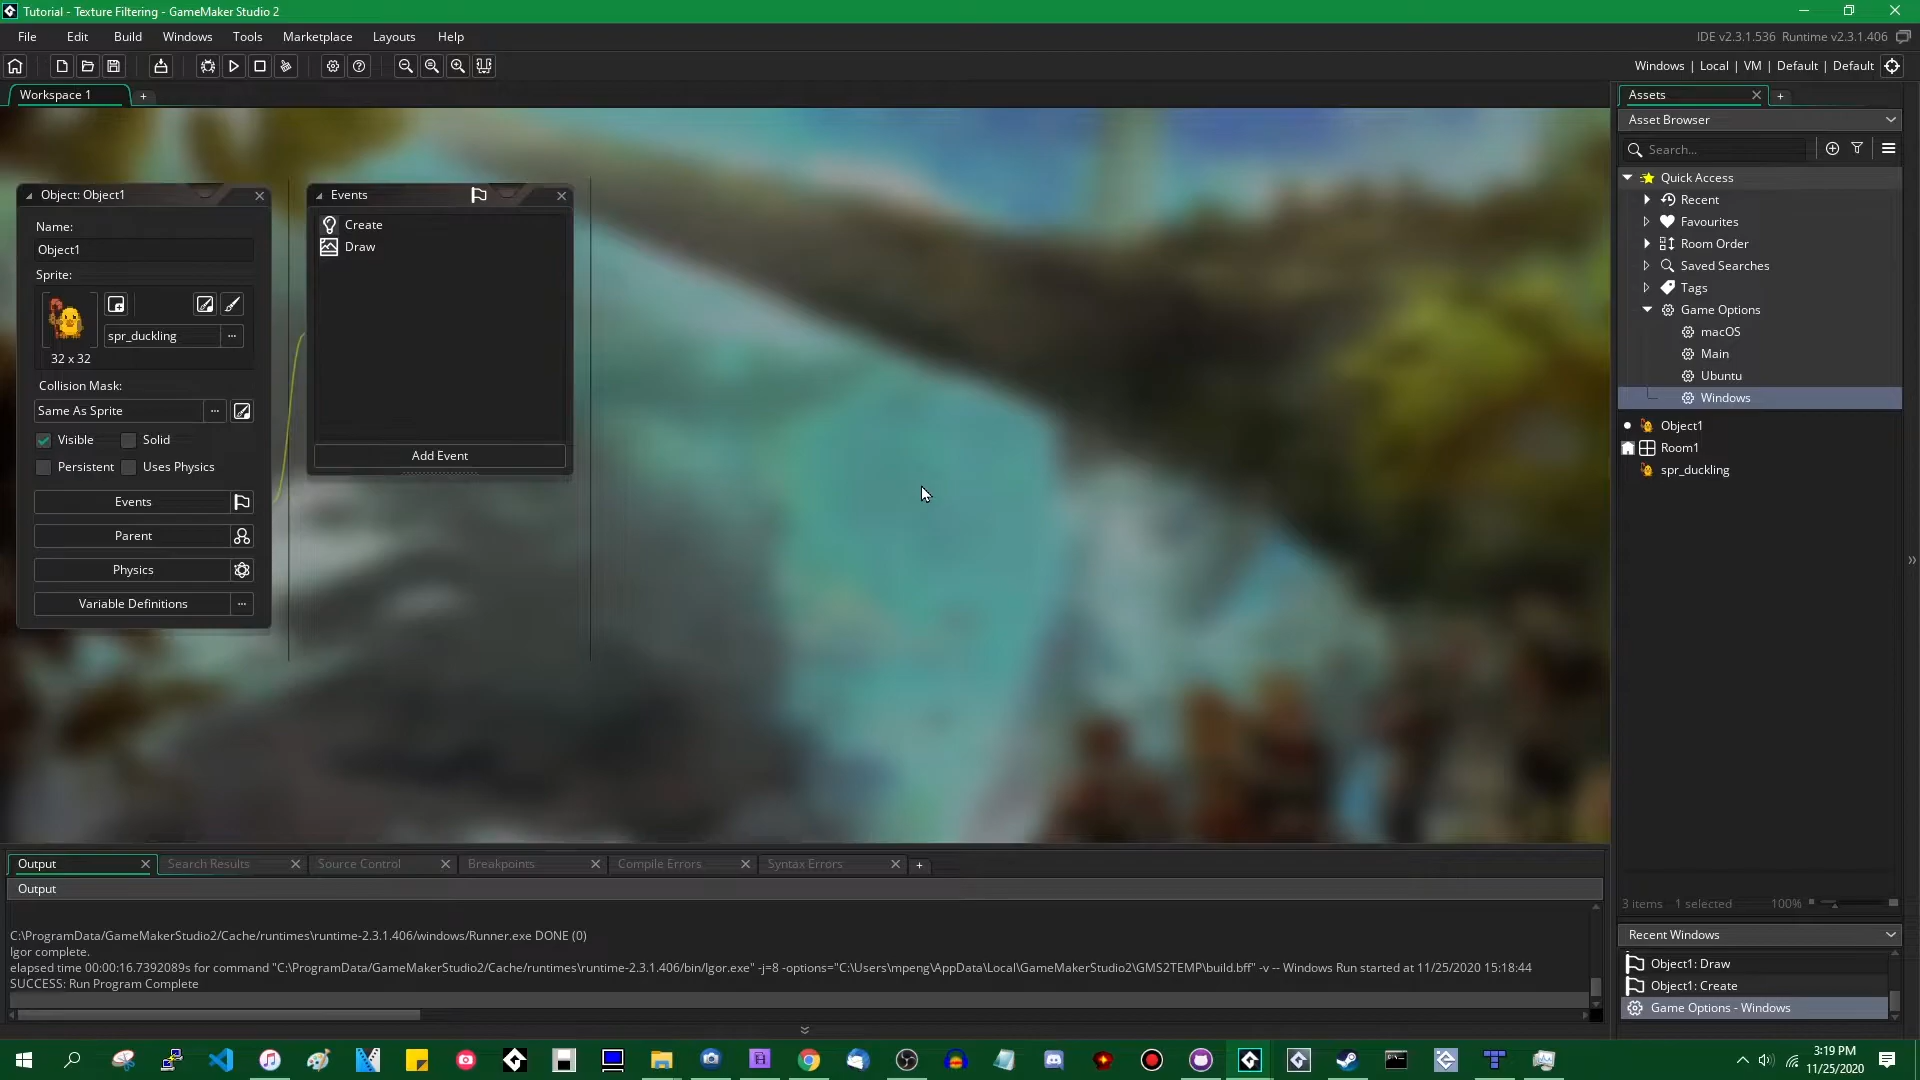 Tutorial - Texture Filtering - GameMaker Studio 2
File Edit Build Windows Tools Marketplace Layouts Help
IDE v2.3.1.536 Runtime v2.3.1.406
Windows | Local | VM | Default | Default
Workspace 1
Object: Object1
Name:
Object1
Sprite:
spr_duckling
32 x 32
Collision Mask:
Same As Sprite
Visible Solid
Persistent Uses Physics
Events
Parent
Physics
Variable Definitions
Events
Create
Draw
Add Event
Assets
Asset Browser
Search...
Quick Access
Recent
Favourites
Room Order
Saved Searches
Tags
Game Options
macOS
Main
Ubuntu
Windows
Object1
Room1
spr_duckling
3 items 1 selected 100%
Recent Windows
Object1: Draw
Object1: Create
Game Options - Windows
Output Search Results Source Control Breakpoints Compile Errors Syntax Errors
Output
C:\ProgramData/GameMakerStudio2/Cache/runtimes\runtime-2.3.1.406/windows/Runner.exe DONE (0)
Igor complete.
elapsed time 00:00:16.7392089s for command "C:\ProgramData/GameMakerStudio2/Cache/runtimes\runtime-2.3.1.406/bin/Igor.exe" -j=8 -options="C:\Users\mpeng\AppData\Local\GameMakerStudio2\GMS2TEMP\build.bff" -v -- Windows Run started at 11/25/2020 15:18:44
SUCCESS: Run Program Complete
3:19 PM
11/25/2020